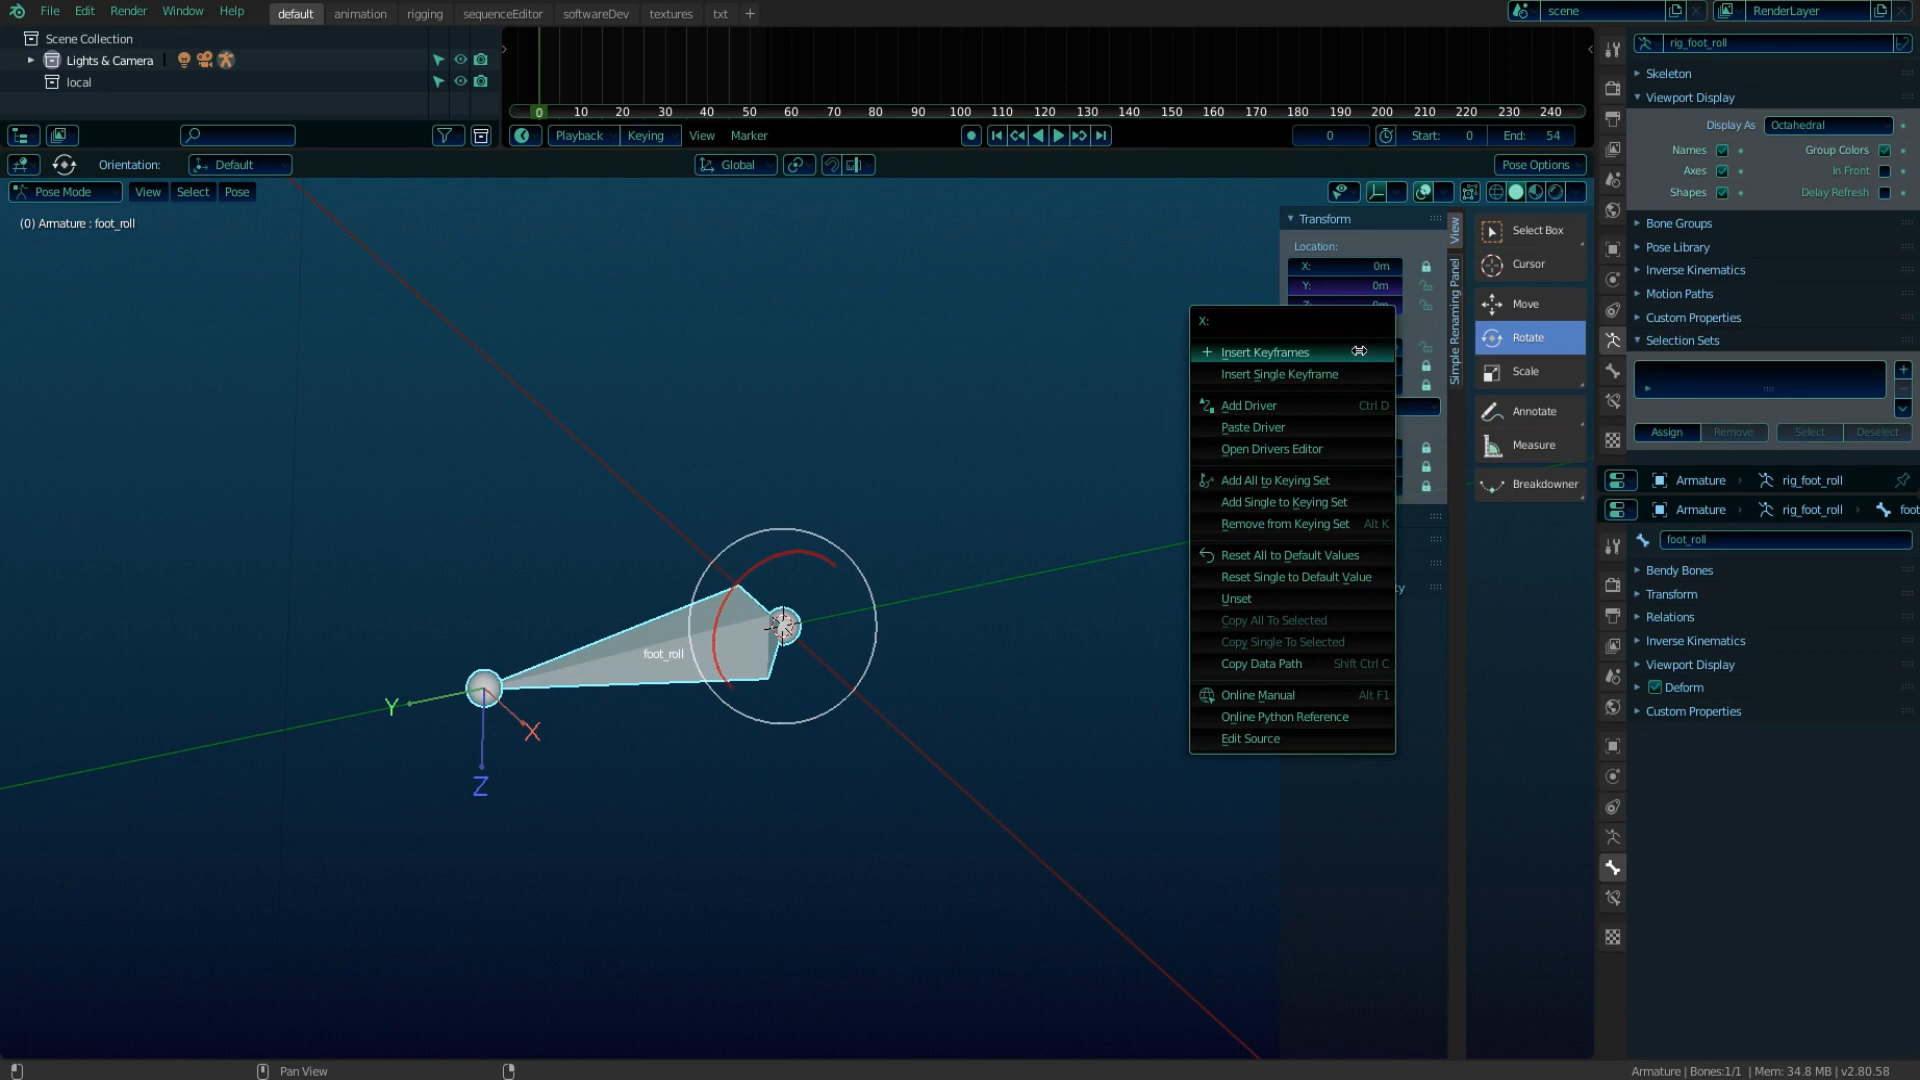 File Edit Render Window Help default animation rigging sequenceEditor softwareDev textures txt + scene RenderLayer
Scene Collection
Lights & Camera
local
0 10 20 30 40 50 60 70 80 90 100 110 120 130 140 150 160 170 180 190 200 210 220 230 240
Playback Keying View Marker 0 Start: 0 End: 54
Orientation: Default Global Pose Options
Pose Mode View Select Pose
(0) Armature : foot_roll
foot_roll
Y
X
Z
Transform
Location:
X: 0m
Y: 0m
View
Simple Renaming Panel
X:
Insert Keyframes
Insert Single Keyframe
Add Driver Ctrl D
Paste Driver
Open Drivers Editor
Add All to Keying Set
Add Single to Keying Set
Remove from Keying Set Alt K
Reset All to Default Values
Reset Single to Default Value
Unset
Copy All To Selected
Copy Single To Selected
Copy Data Path Shift Ctrl C
Online Manual Alt F1
Online Python Reference
Edit Source
Select Box
Cursor
Move
Rotate
Scale
Annotate
Measure
Breakdowner
rig_foot_roll
Skeleton
Viewport Display
Display As Octahedral
Names Group Colors
Axes In Front
Shapes Delay Refresh
Bone Groups
Pose Library
Inverse Kinematics
Motion Paths
Custom Properties
Selection Sets
Assign Remove Select Deselect
Armature rig_foot_roll
Armature rig_foot_roll foot
foot_roll
Bendy Bones
Transform
Relations
Inverse Kinematics
Viewport Display
Deform
Custom Properties
Pan View
Armature | Bones:1/1 | Mem: 34.8 MB | v2.80.58